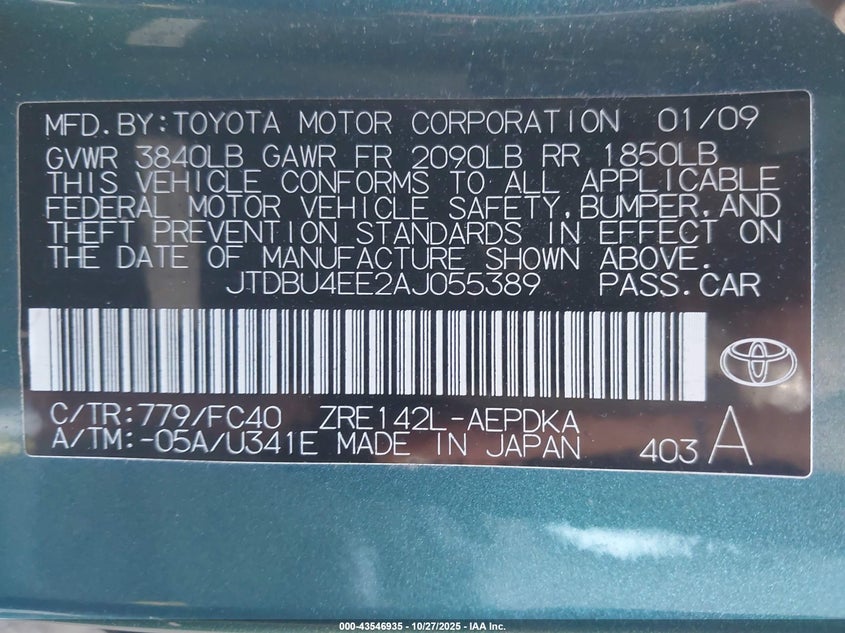 MFD.BY:TOYOTA MOTOR CORPORATION 01/09
GVWR 3840LB GAWR FR 2090LB RR 1850LB
THIS VEHICLE CONFORMS TO ALL APPLICABLE
FEDERAL MOTOR VEHICLE SAFETY,BUMPER,AND
THEFT PREVENTION STANDARDS IN EFFECT ON
THE DATE OF MANUFACTURE SHOWN ABOVE.
JTDBU4EE2AJ055389 PASS.CAR
C/TR:779/FC40 ZRE142L-AEPDKA
A/TM:-05A/U341E MADE IN JAPAN 403 A
000-43546935 - 10/27/2025 - IAA Inc.